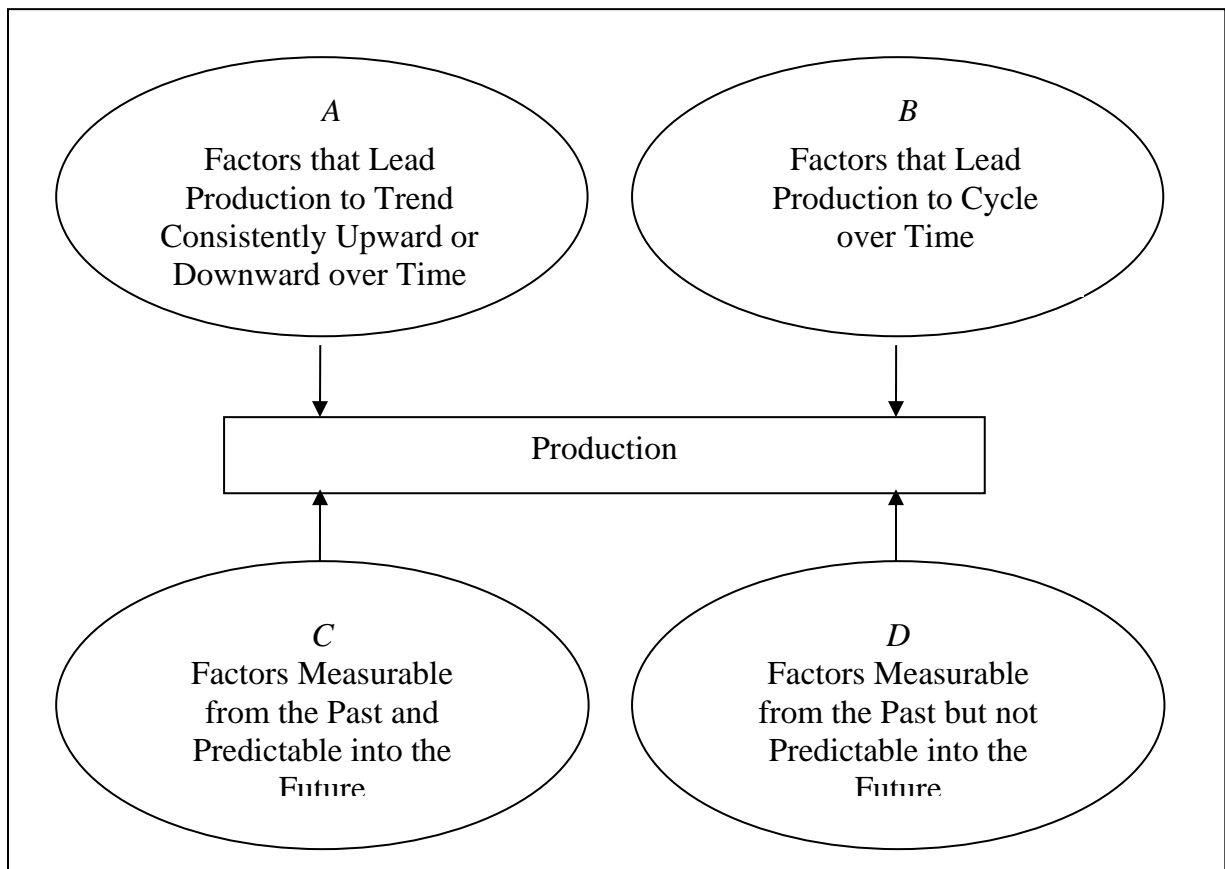 A
Factors that Lead
Production to Trend
Consistently Upward or
Downward over Time
B
Factors that Lead
Production to Cycle
over Time
Production
C
Factors Measurable
from the Past and
Predictable into the
Future
D
Factors Measurable
from the Past but not
Predictable into the
Future